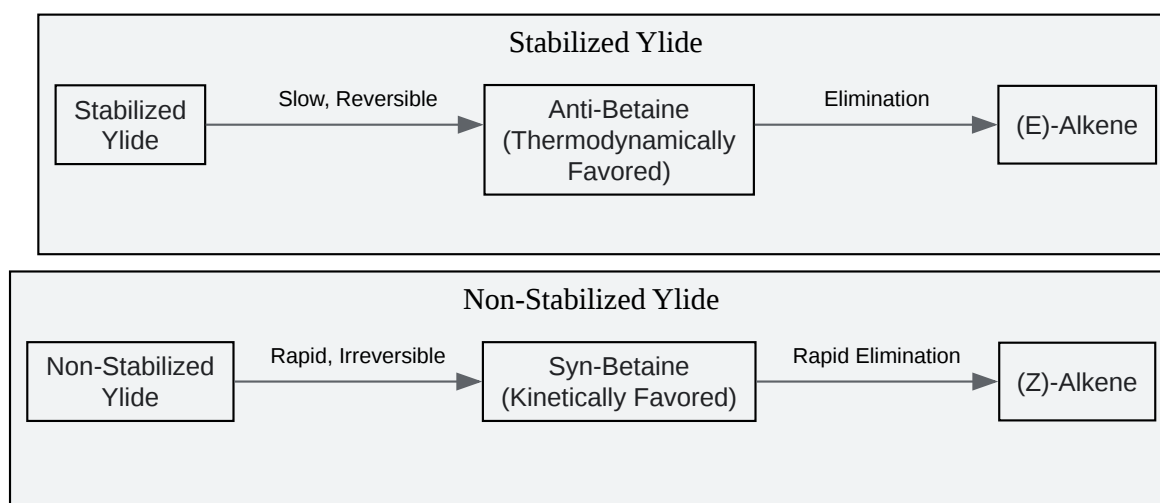 Stabilized Ylide
Stabilized
Ylide
Slow, Reversible
Anti-Betaine
(Thermodynamically
Favored)
Elimination
(E)-Alkene
Non-Stabilized Ylide
Non-Stabilized
Ylide
Rapid, Irreversible
Syn-Betaine
(Kinetically Favored)
Rapid Elimination
(Z)-Alkene